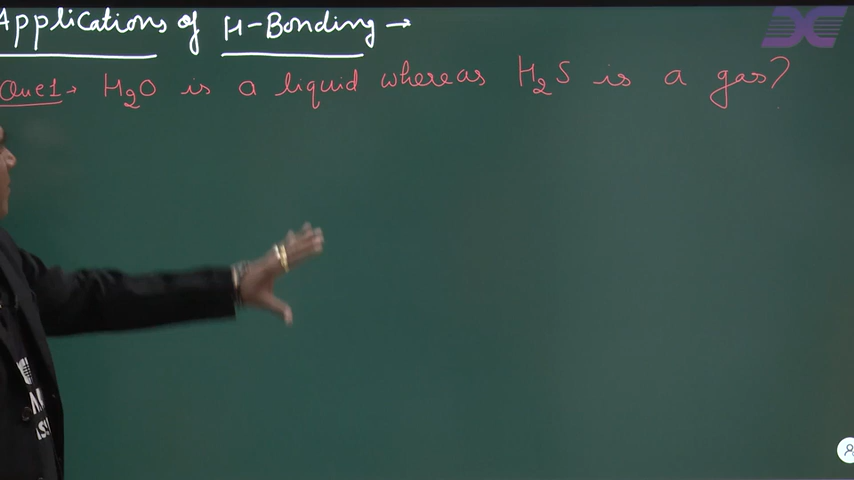 Applications of H-Bonding →
Que1→ H₂O is a liquid whereas H₂S is a gas?